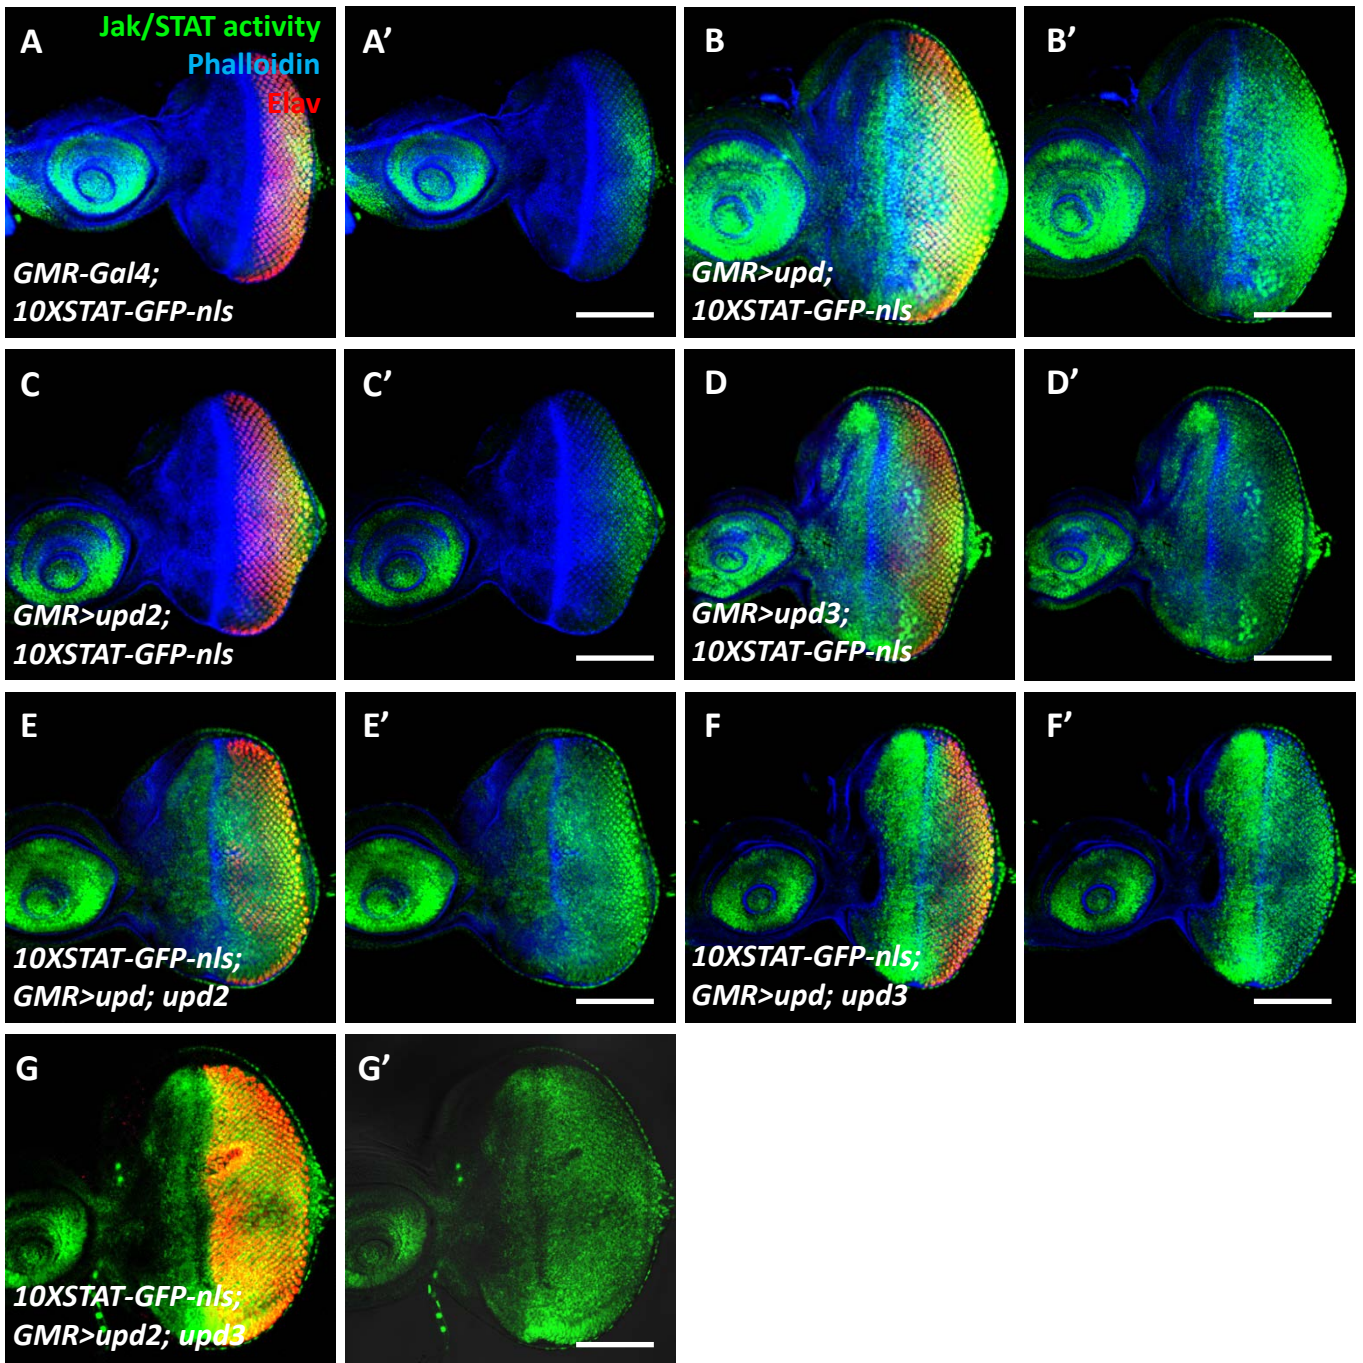 A
Jak/STAT activity
Phalloidin
Elav
GMR-Gal4;
10XSTAT-GFP-nls
A’
B
GMR>upd;
10XSTAT-GFP-nls
B’
C
GMR>upd2;
10XSTAT-GFP-nls
C’
D
GMR>upd3;
10XSTAT-GFP-nls
D’
E
10XSTAT-GFP-nls;
GMR>upd; upd2
E’
F
10XSTAT-GFP-nls;
GMR>upd; upd3
F’
G
10XSTAT-GFP-nls;
GMR>upd2; upd3
G’